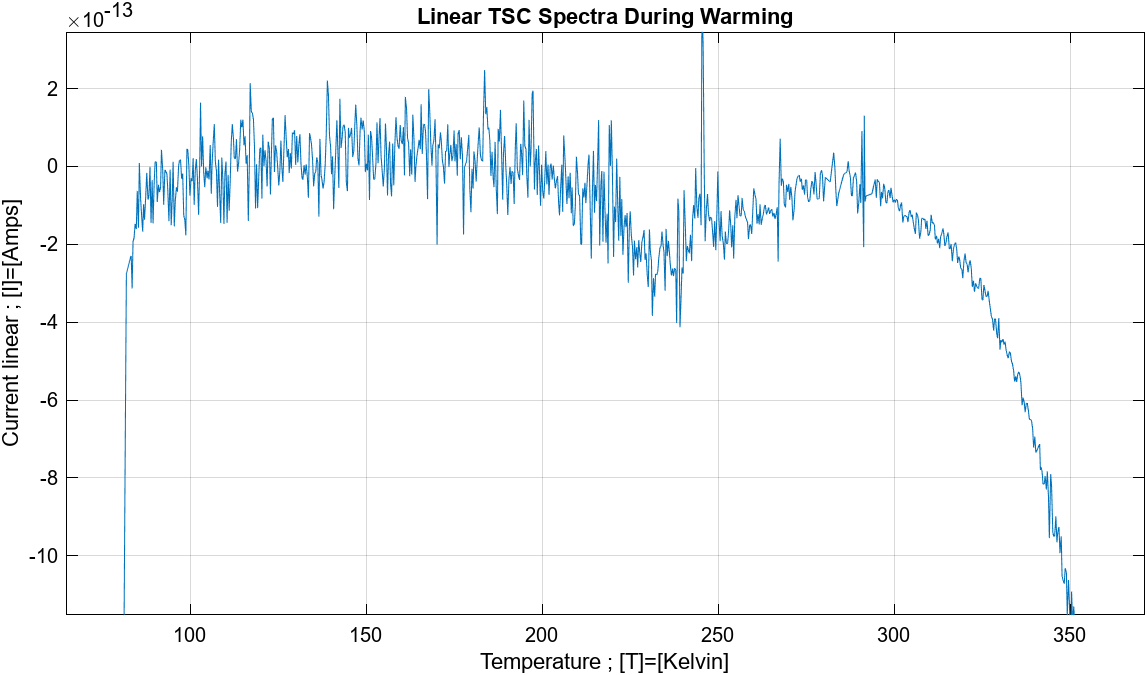 Linear TSC Spectra During Warming
×10-13
2
0
-2
-4
-6
-8
-10
Current linear ; [I]=[Amps]
100 150 200 250 300 350
Temperature ; [T]=[Kelvin]